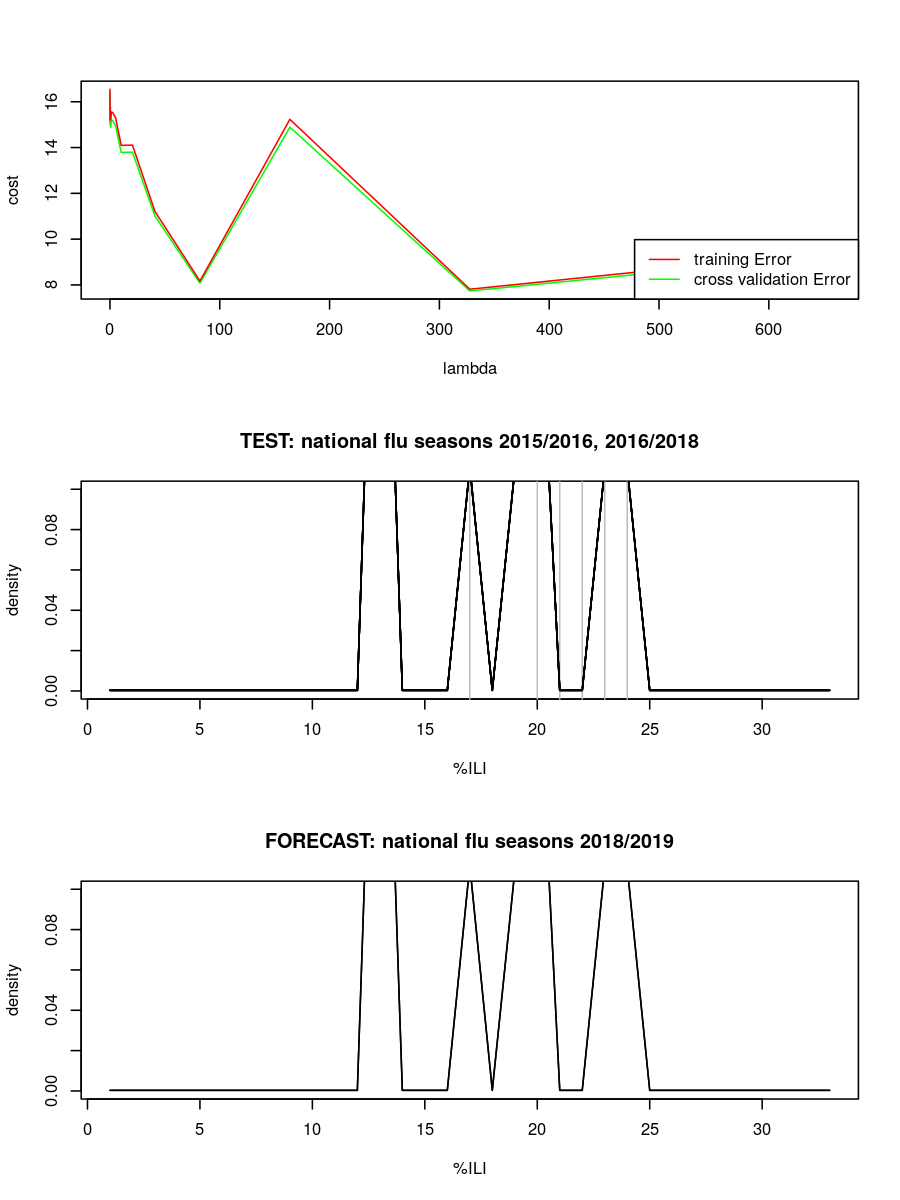 16
14
12
10
8
cost
training Error
cross validation Error
0 100 200 300 400 500 600
lambda
TEST: national flu seasons 2015/2016, 2016/2018
0.08
0.04
0.00
density
0 5 10 15 20 25 30
%ILI
FORECAST: national flu seasons 2018/2019
0.08
0.04
0.00
density
0 5 10 15 20 25 30
%ILI